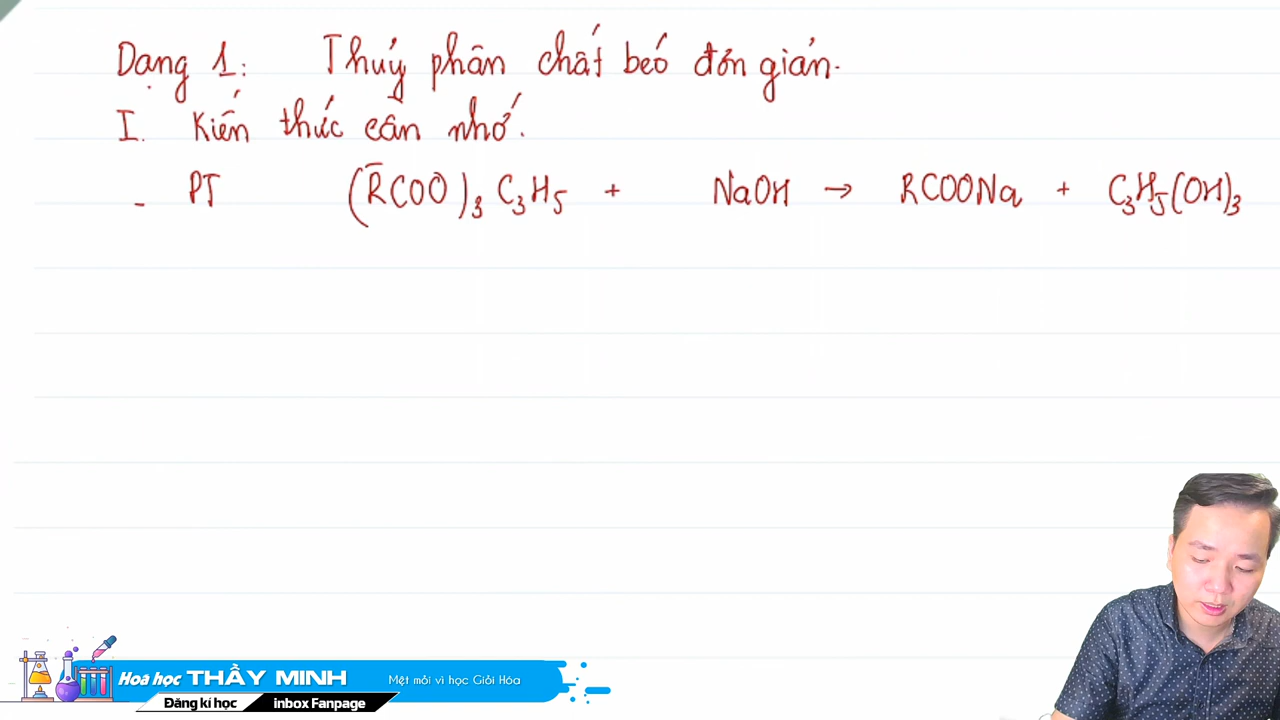 Dạng 1: Thuỷ phân chất béo đơn giản.
I. Kiến thức cần nhớ.
- PT (R̄COO)₃C₃H₅ + NaOH → RCOONa + C₃H₅(OH)₃
Hoá học THẦY MINH
Mệt mỏi vì học Giỏi Hóa
Đăng kí học inbox Fanpage